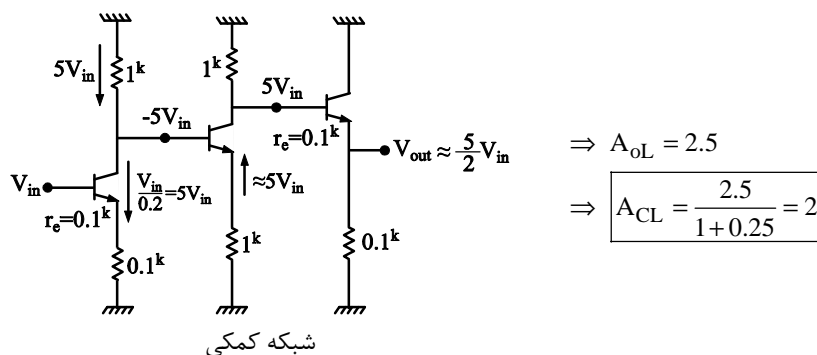 5V_in
1^k
1^k
5V_in
-5V_in
r_e=0.1^k
V_out ≈ 5/2 V_in
V_in
V_in/0.2 = 5V_in
r_e=0.1^k
≈5V_in
0.1^k
1^k
0.1^k
شبکه کمکی
⇒ A_oL = 2.5
⇒ A_CL = 2.5/(1+0.25) = 2